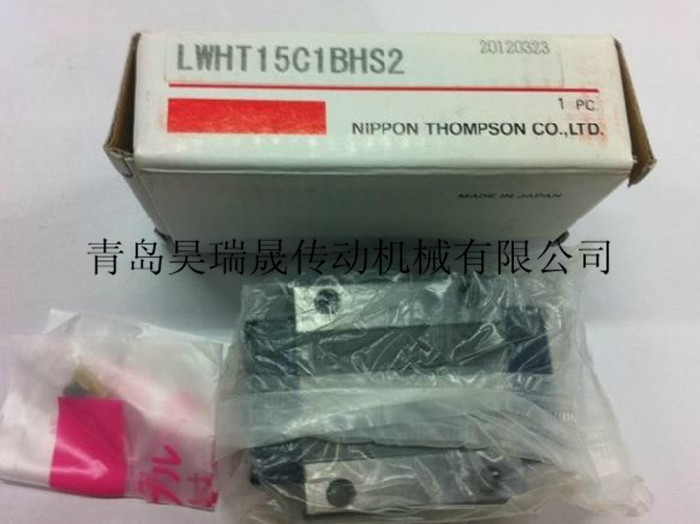 LWHT15C1BHS2
20120323
1 PC.
NIPPON THOMPSON CO.,LTD.
MADE IN JAPAN
青岛昊瑞晟传动机械有限公司